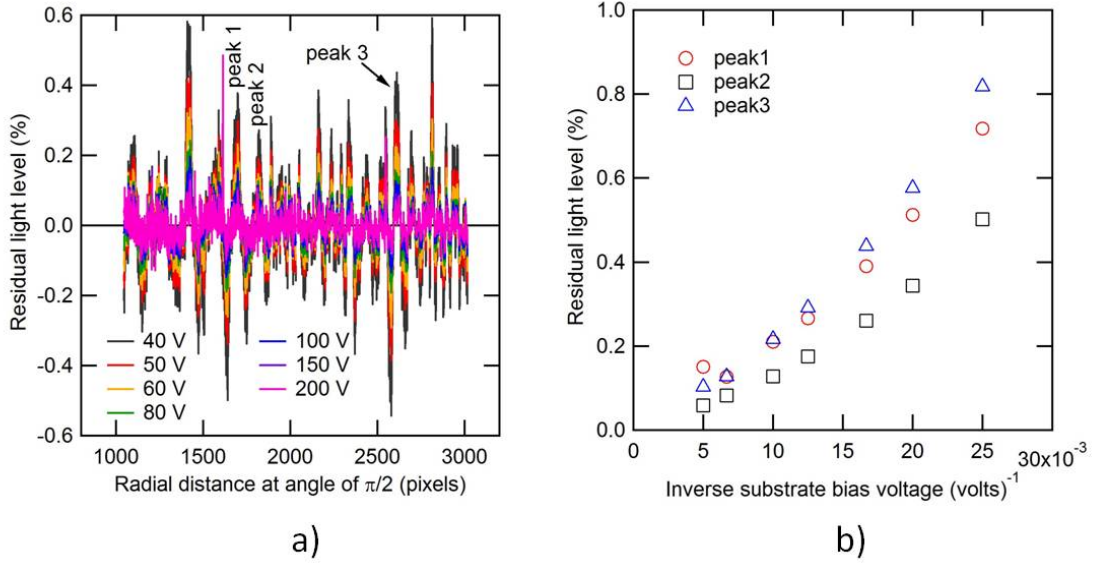 0.6
0.4
0.2
0.0
-0.2
-0.4
-0.6
Residual light level (%)
peak 1
peak 2
peak 3
40 V
50 V
60 V
80 V
100 V
150 V
200 V
1000
1500
2000
2500
3000
Radial distance at angle of π/2 (pixels)
a)
1.0
0.8
0.6
0.4
0.2
0.0
Residual light level (%)
peak1
peak2
peak3
0
5
10
15
20
25
30x10⁻³
Inverse substrate bias voltage (volts)⁻¹
b)